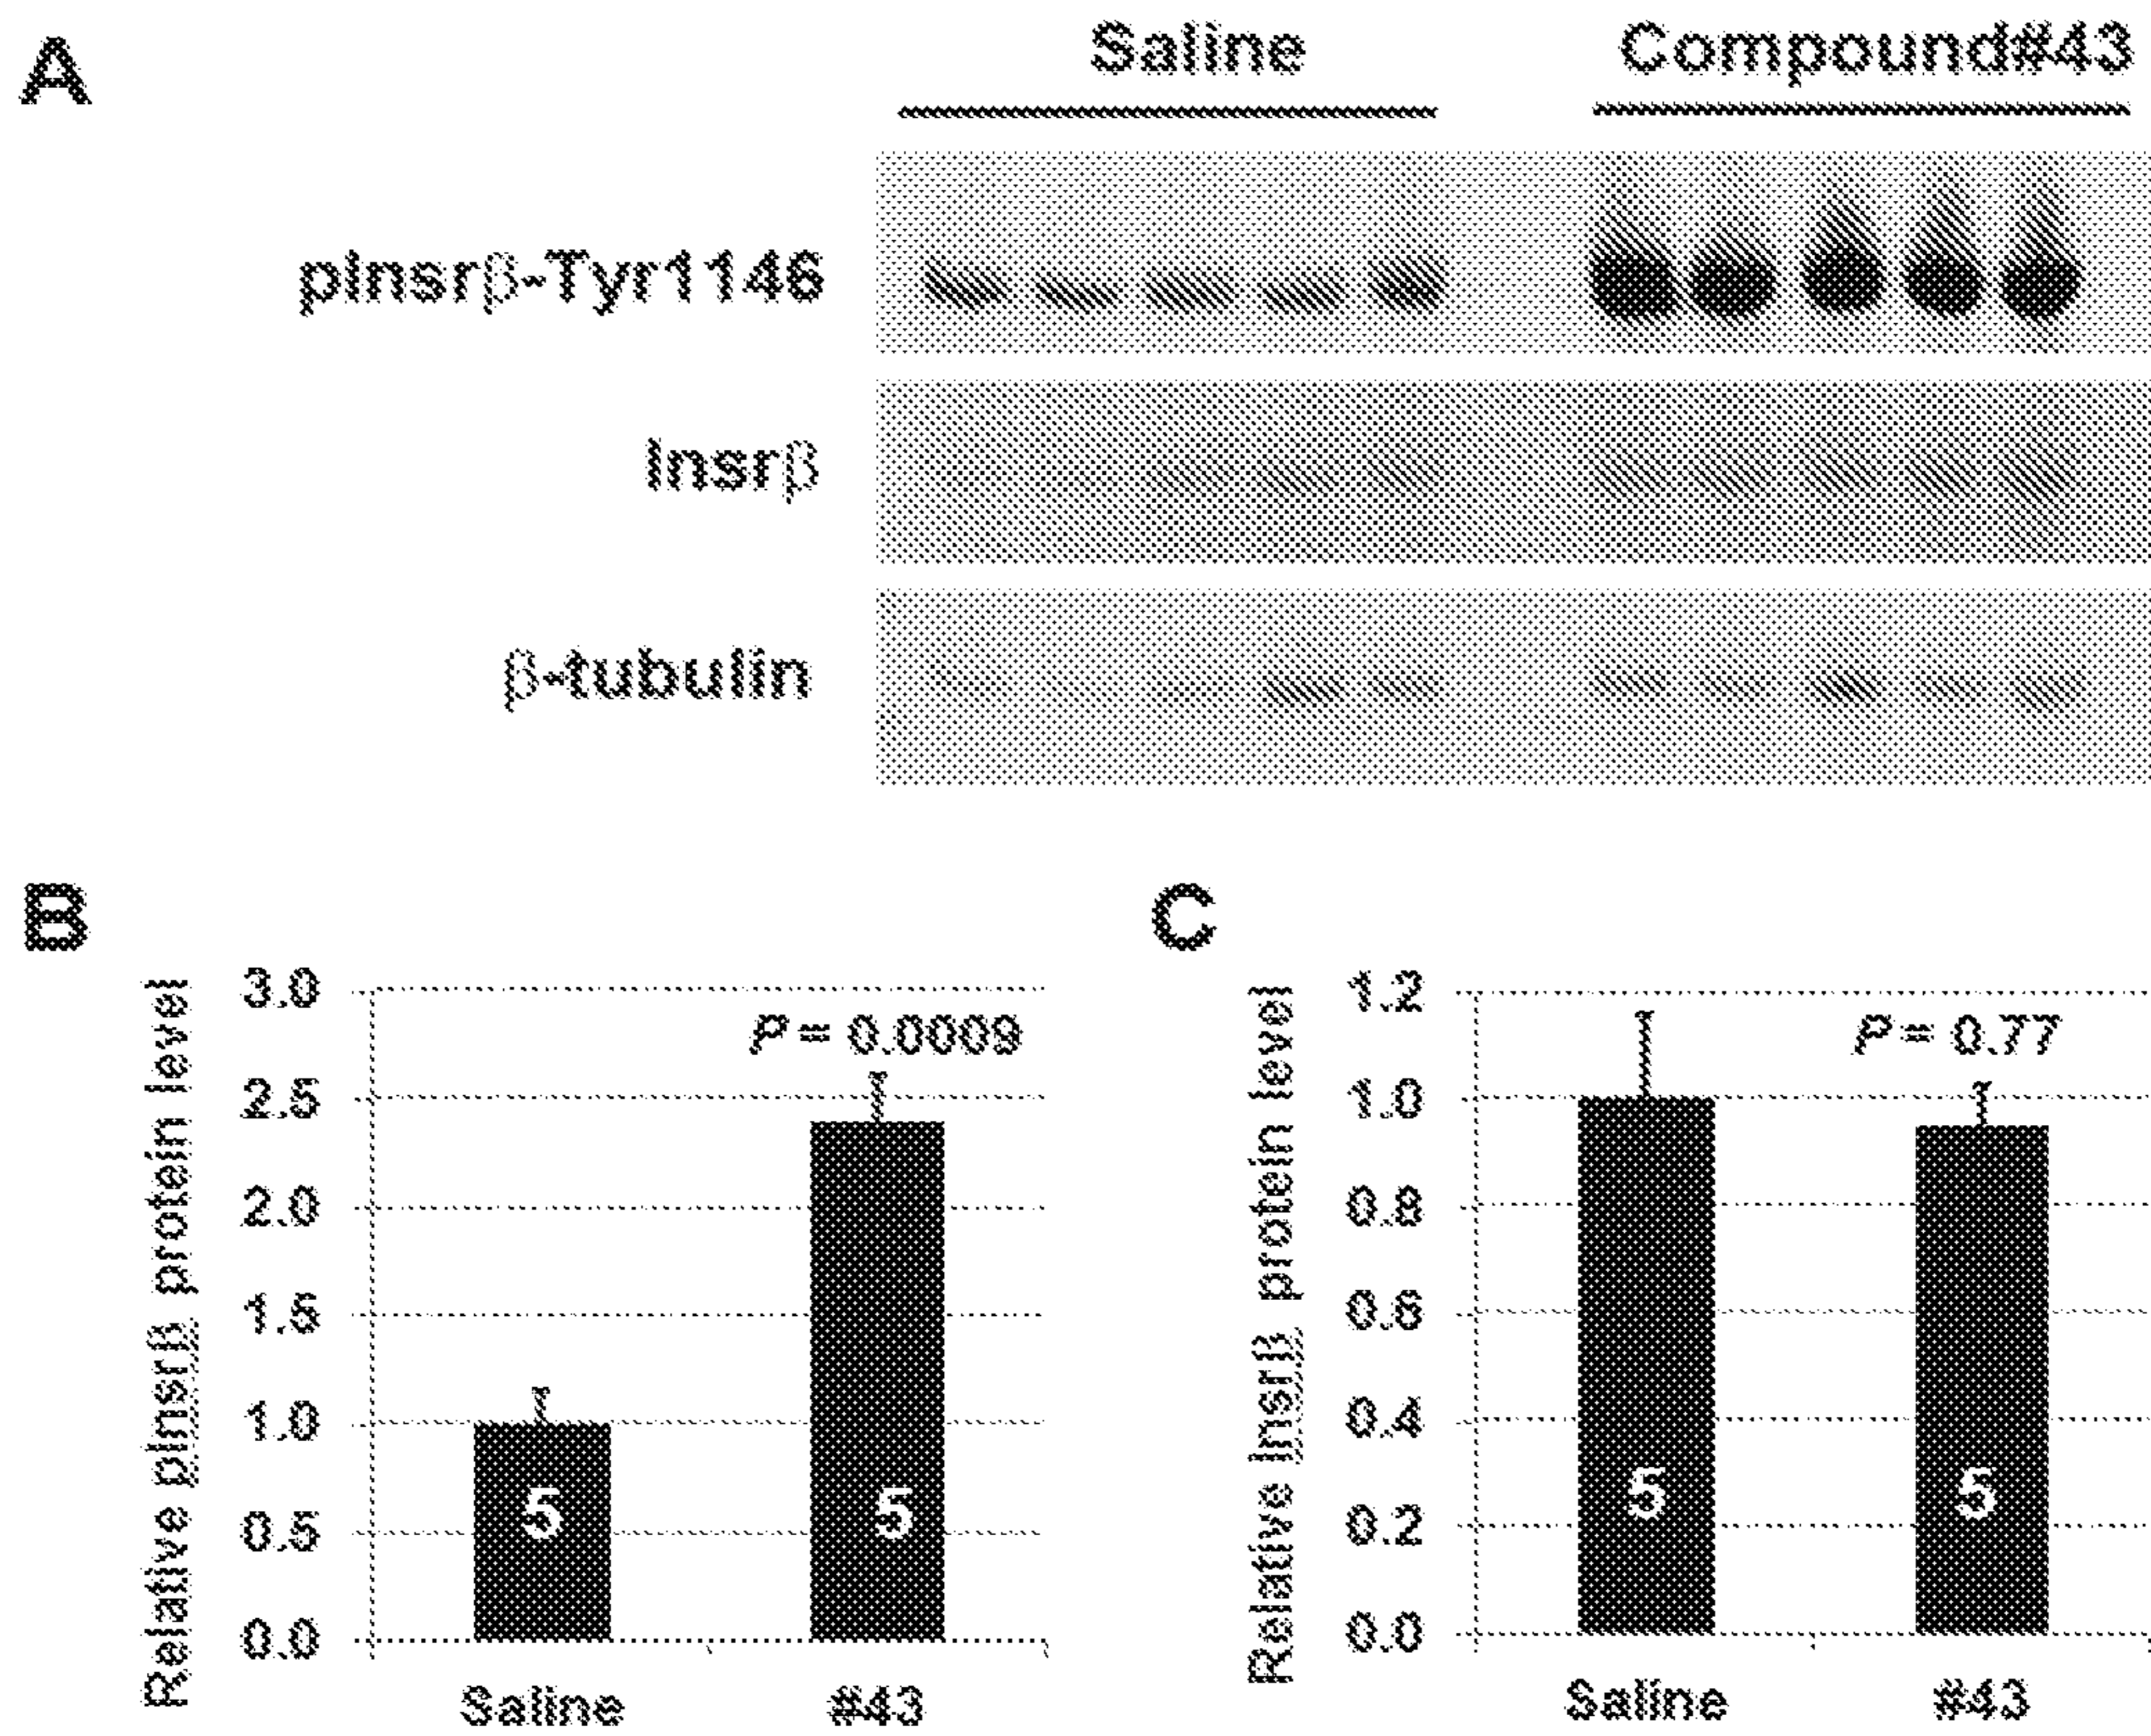 A
Saline
Compound#43
pInsrβ-Tyr1146
Insrβ
β-tubulin
B
Relative pInsrβ protein level
3.0
2.5
2.0
1.5
1.0
0.5
0.0
P = 0.0009
5
5
Saline
#43
C
Relative Insrβ protein level
1.2
1.0
0.8
0.6
0.4
0.2
0.0
P = 0.77
5
5
Saline
#43